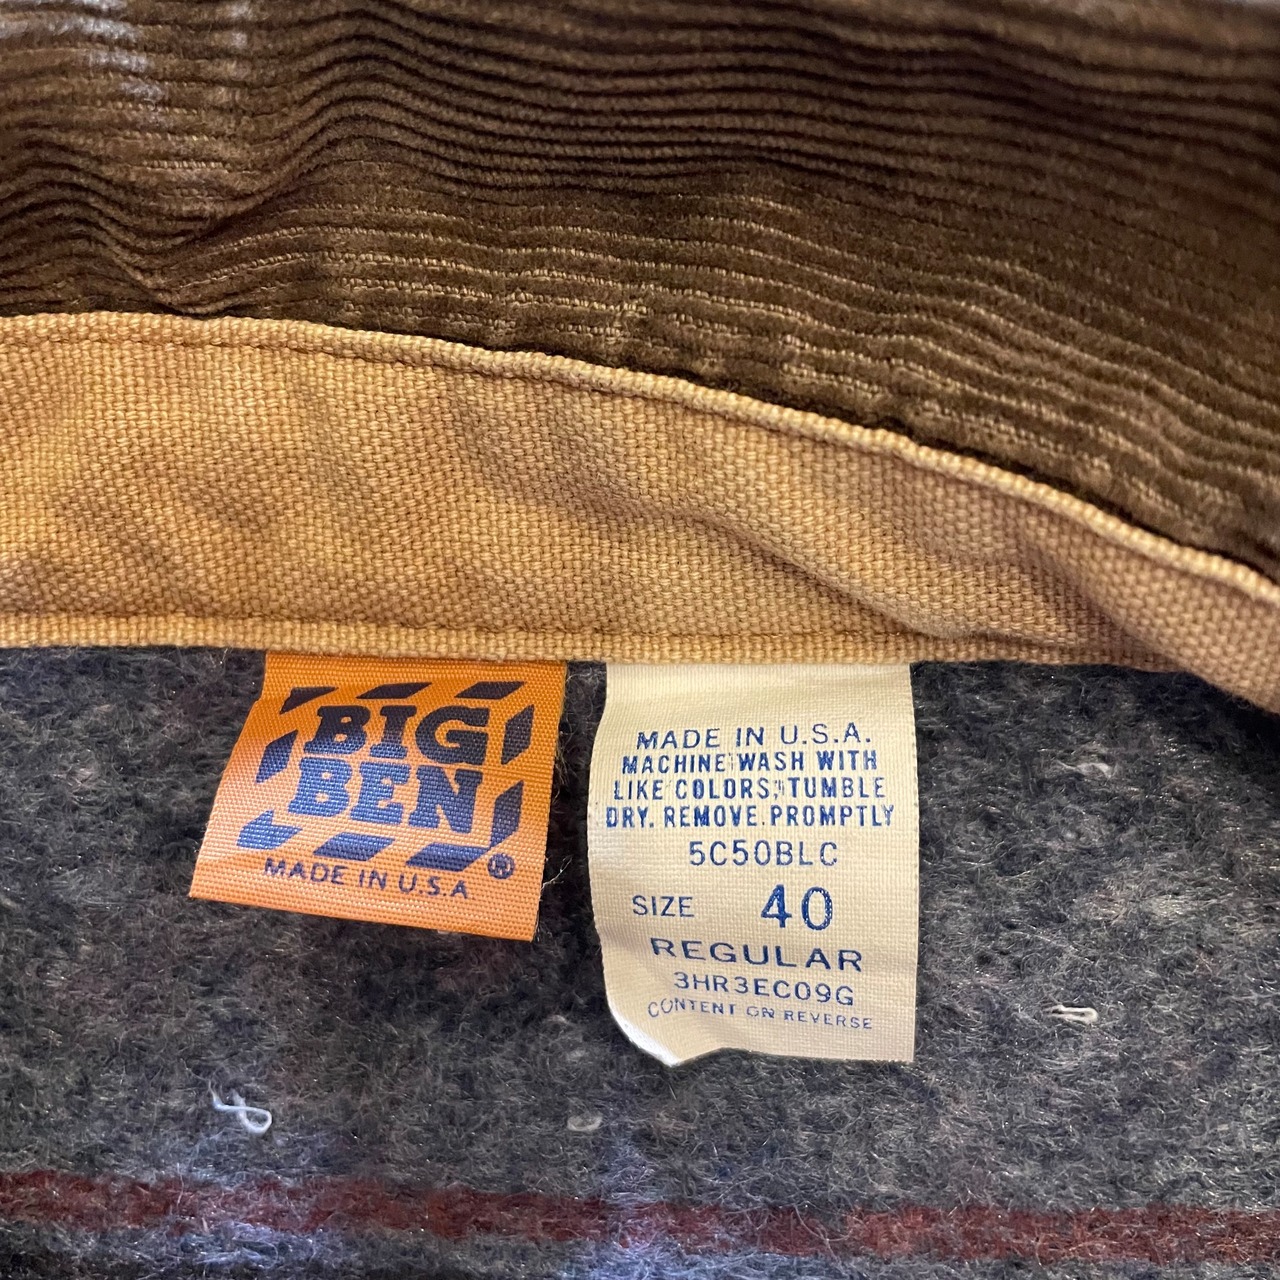 BIG
BEN
®
MADE IN U.S.A
MADE IN U.S.A.
MACHINE WASH WITH
LIKE COLORS, TUMBLE
DRY. REMOVE PROMPTLY
5C50BLC
SIZE 40
REGULAR
3HR3EC09G
CONTENT ON REVERSE